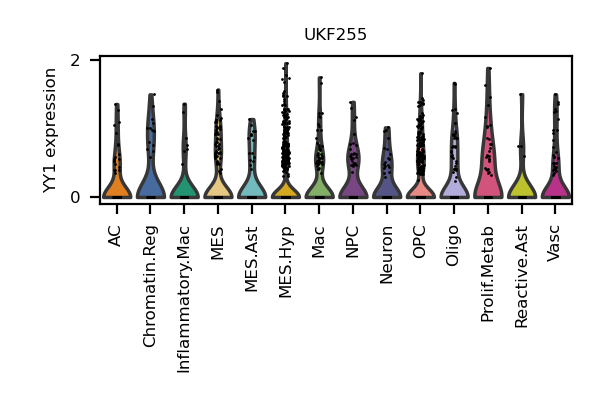 UKF255
YY1 expression
2
0
AC
Chromatin.Reg
Inflammatory.Mac
MES
MES.Ast
MES.Hyp
Mac
NPC
Neuron
OPC
Oligo
Prolif.Metab
Reactive.Ast
Vasc